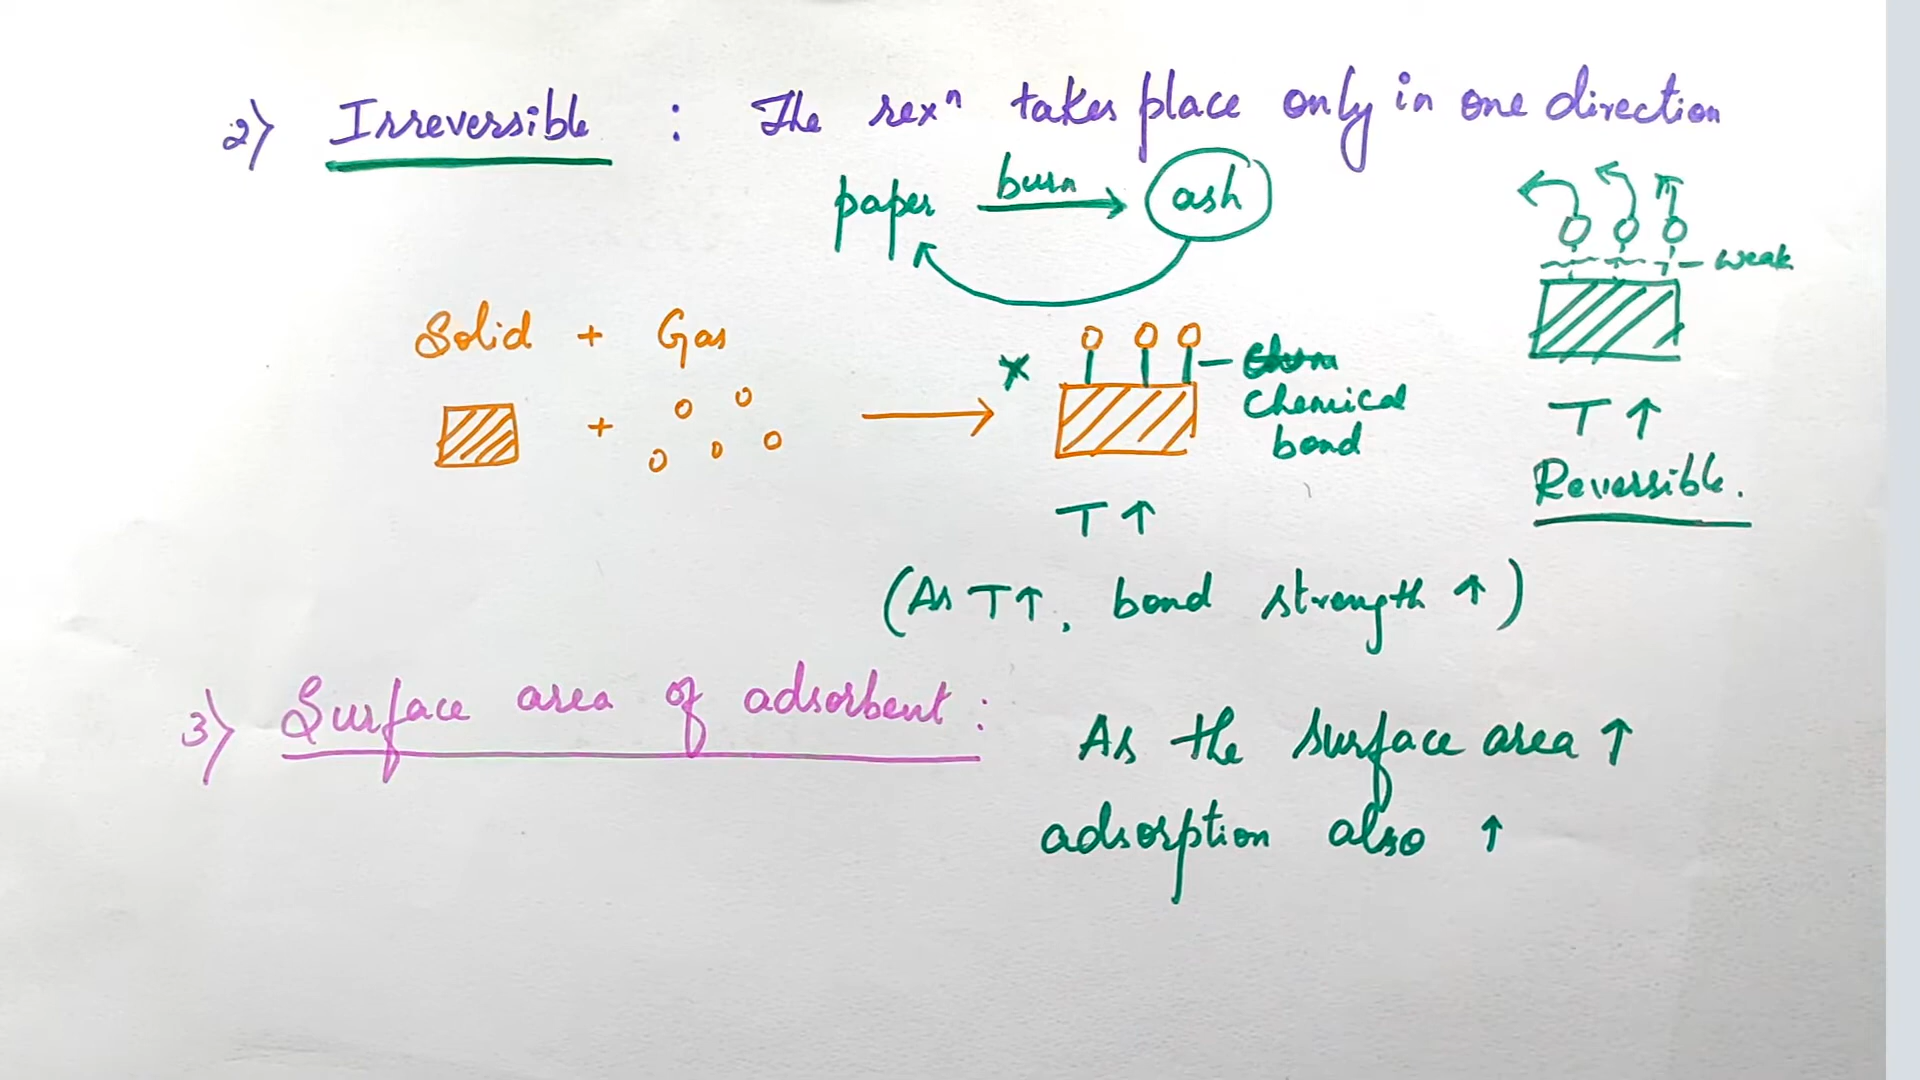 2) Irreversible : The rexⁿ takes place only in one direction
paper burn → ash
weak
Solid + Gas
+
Chemical
bond
T ↑
Reversible.
T ↑
(As T↑, bond strength ↑)
3) Surface area of adsorbent :
As the surface area ↑
adsorption also ↑